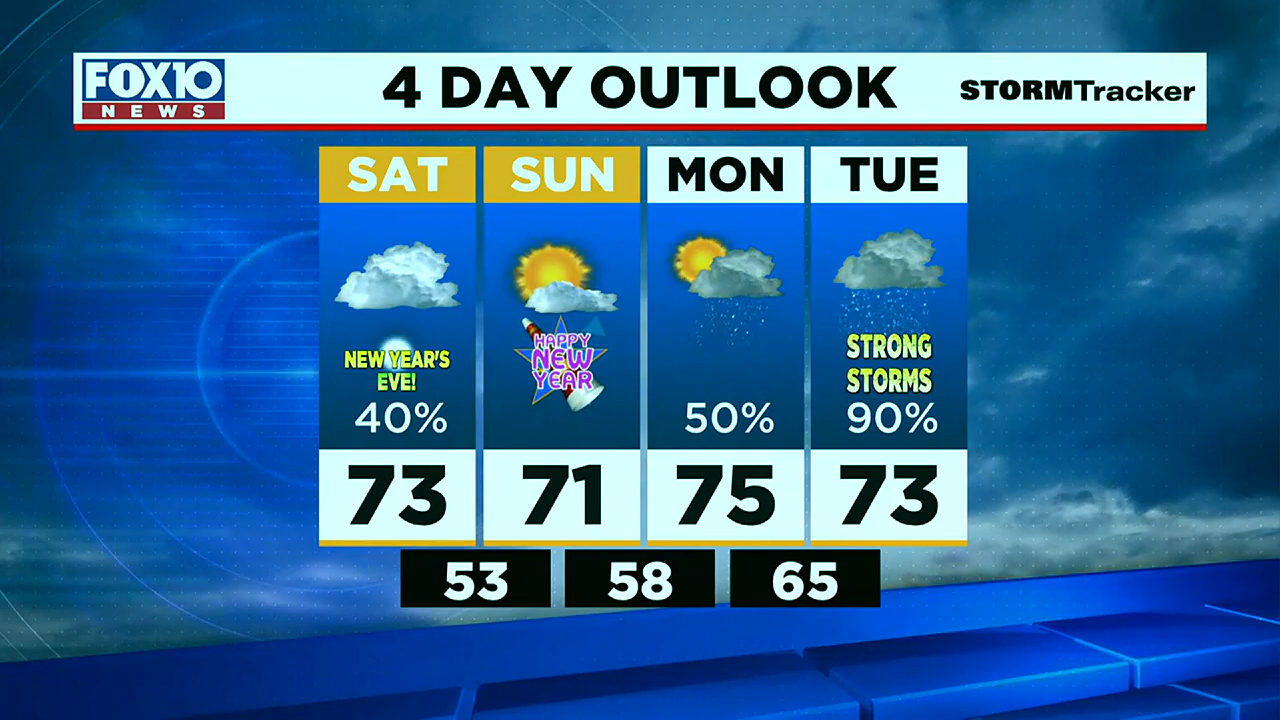 FOX10
NEWS
4 DAY OUTLOOK
STORMTracker
SAT
SUN
MON
TUE
NEW YEAR'S
EVE!
HAPPY
NEW
YEAR
STRONG
STORMS
40%
50%
90%
73
71
75
73
53
58
65